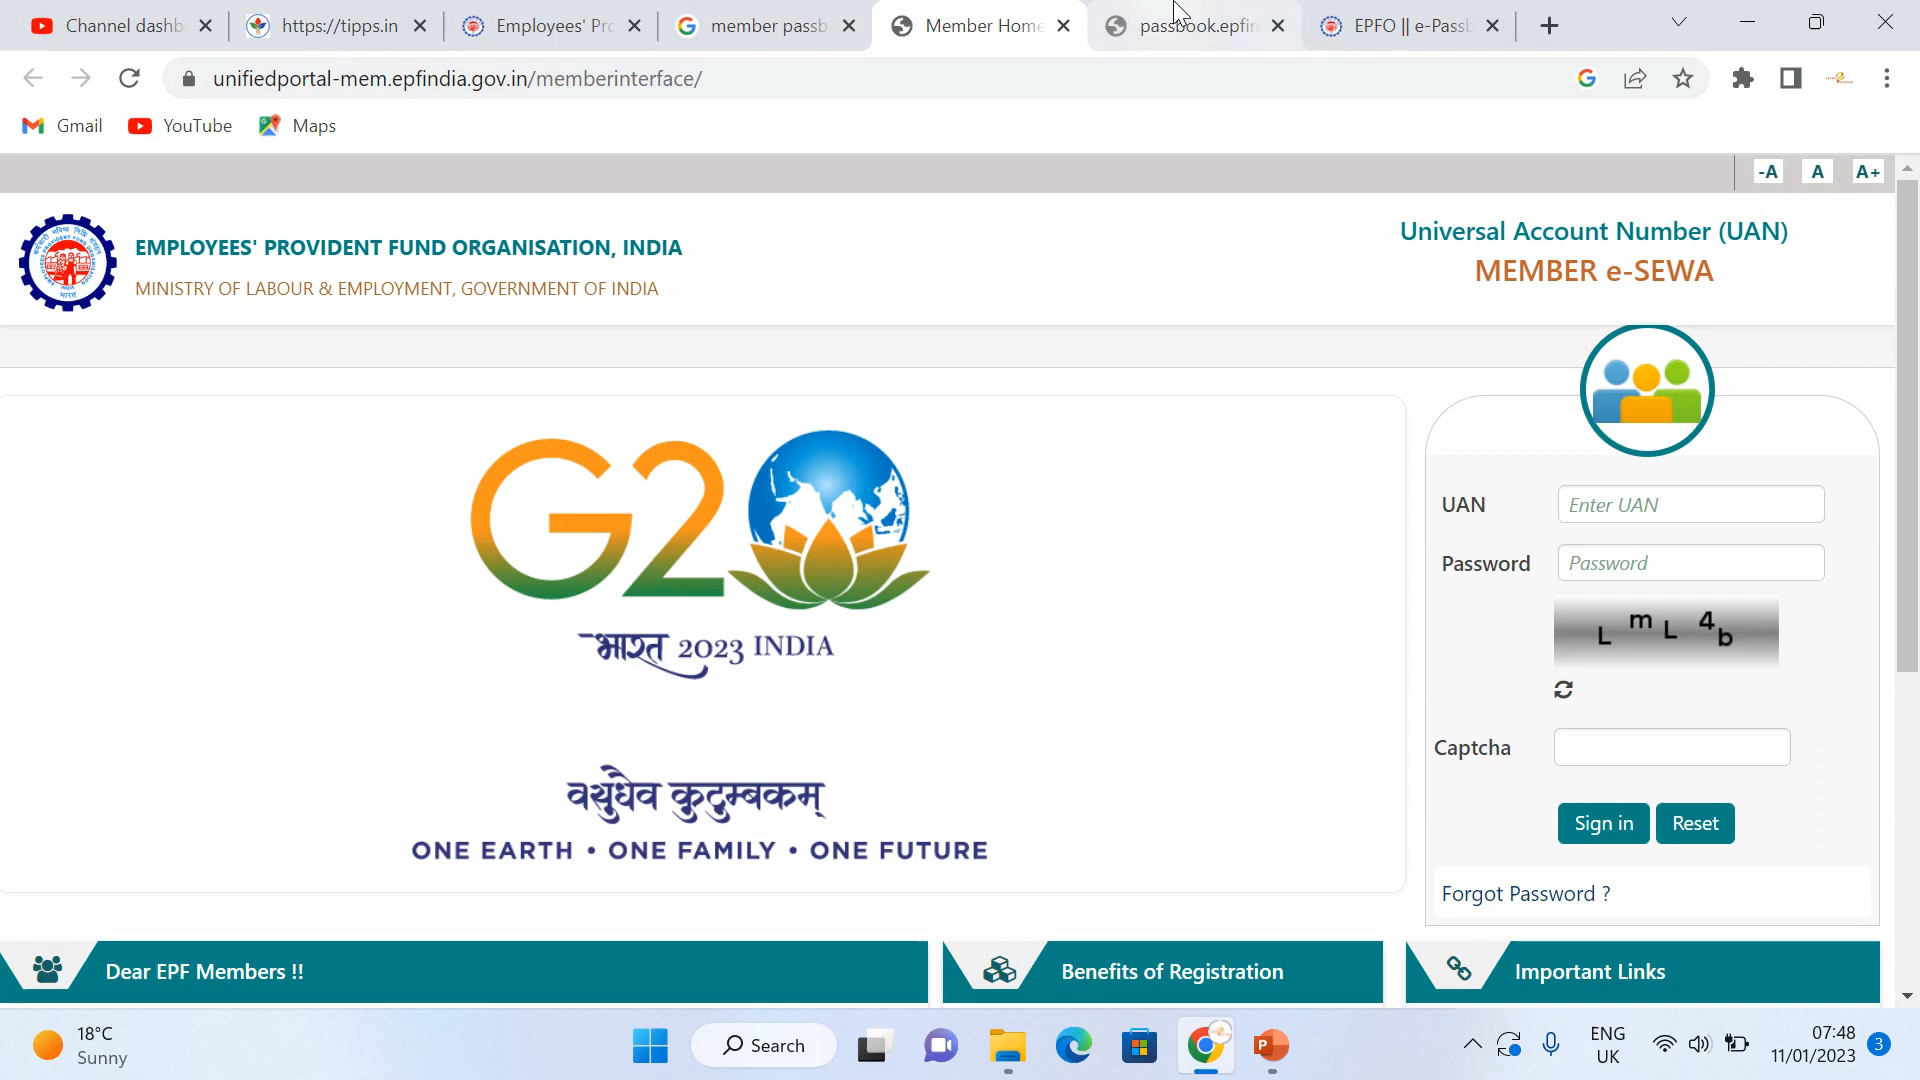 Channel dashb
https://tipps.in
Employees' Pro
member passb
Member Home
passbook.epfin
EPFO || e-Passb
unifiedportal-mem.epfindia.gov.in/memberinterface/
Gmail
YouTube
Maps
-A
A
A+
EMPLOYEES' PROVIDENT FUND ORGANISATION, INDIA
MINISTRY OF LABOUR & EMPLOYMENT, GOVERNMENT OF INDIA
Universal Account Number (UAN)
MEMBER e-SEWA
G20
भारत 2023 INDIA
वसुधैव कुटुम्बकम्
ONE EARTH • ONE FAMILY • ONE FUTURE
UAN
Enter UAN
Password
Password
L m L 4 b
Captcha
Sign in
Reset
Forgot Password ?
Dear EPF Members !!
Benefits of Registration
Important Links
18°C
Sunny
Search
ENG
UK
07:48
11/01/2023
3